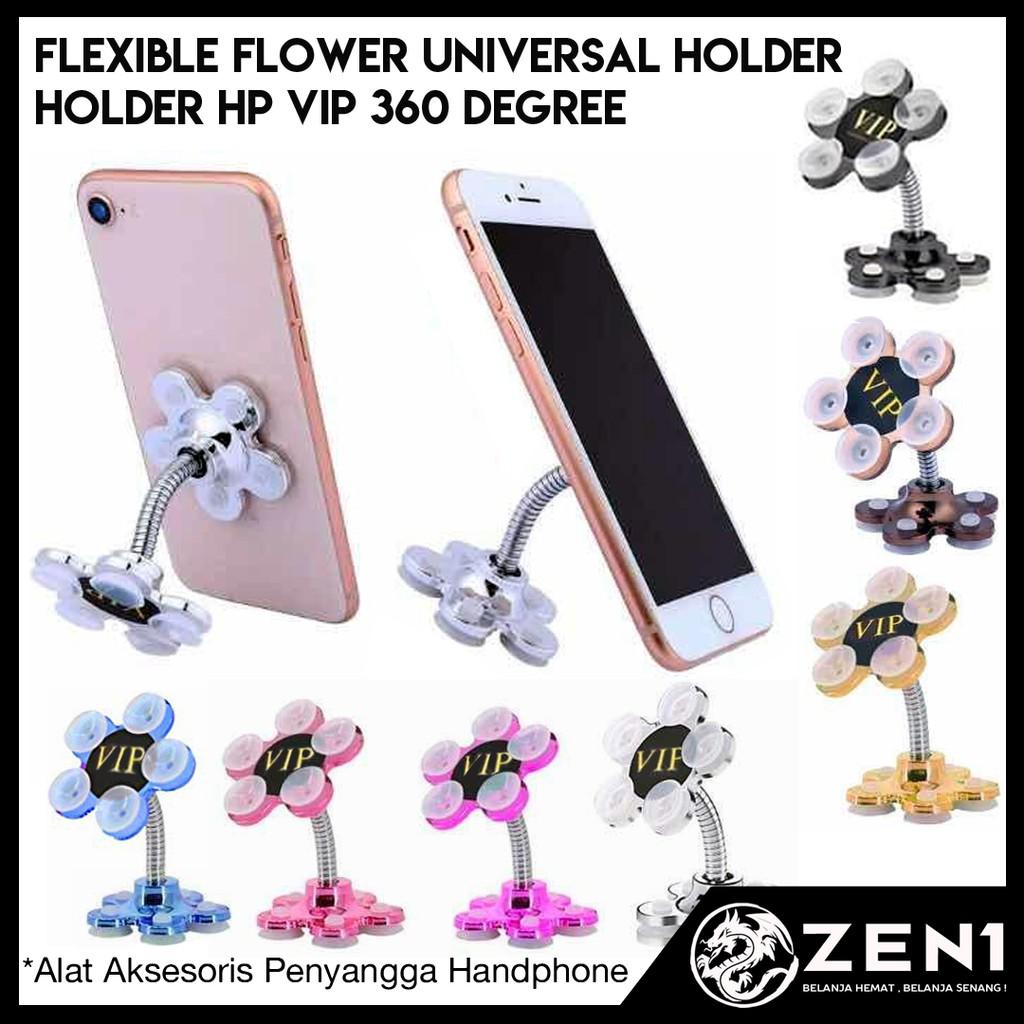 FLEXIBLE FLOWER UNIVERSAL HOLDER
HOLDER HP VIP 360 DEGREE
VIP
VIP
VIP
VIP
VIP
VIP
VIP
*Alat Aksesoris Penyangga Handphone
ZEN1
BELANJA HEMAT , BELANJA SENANG !